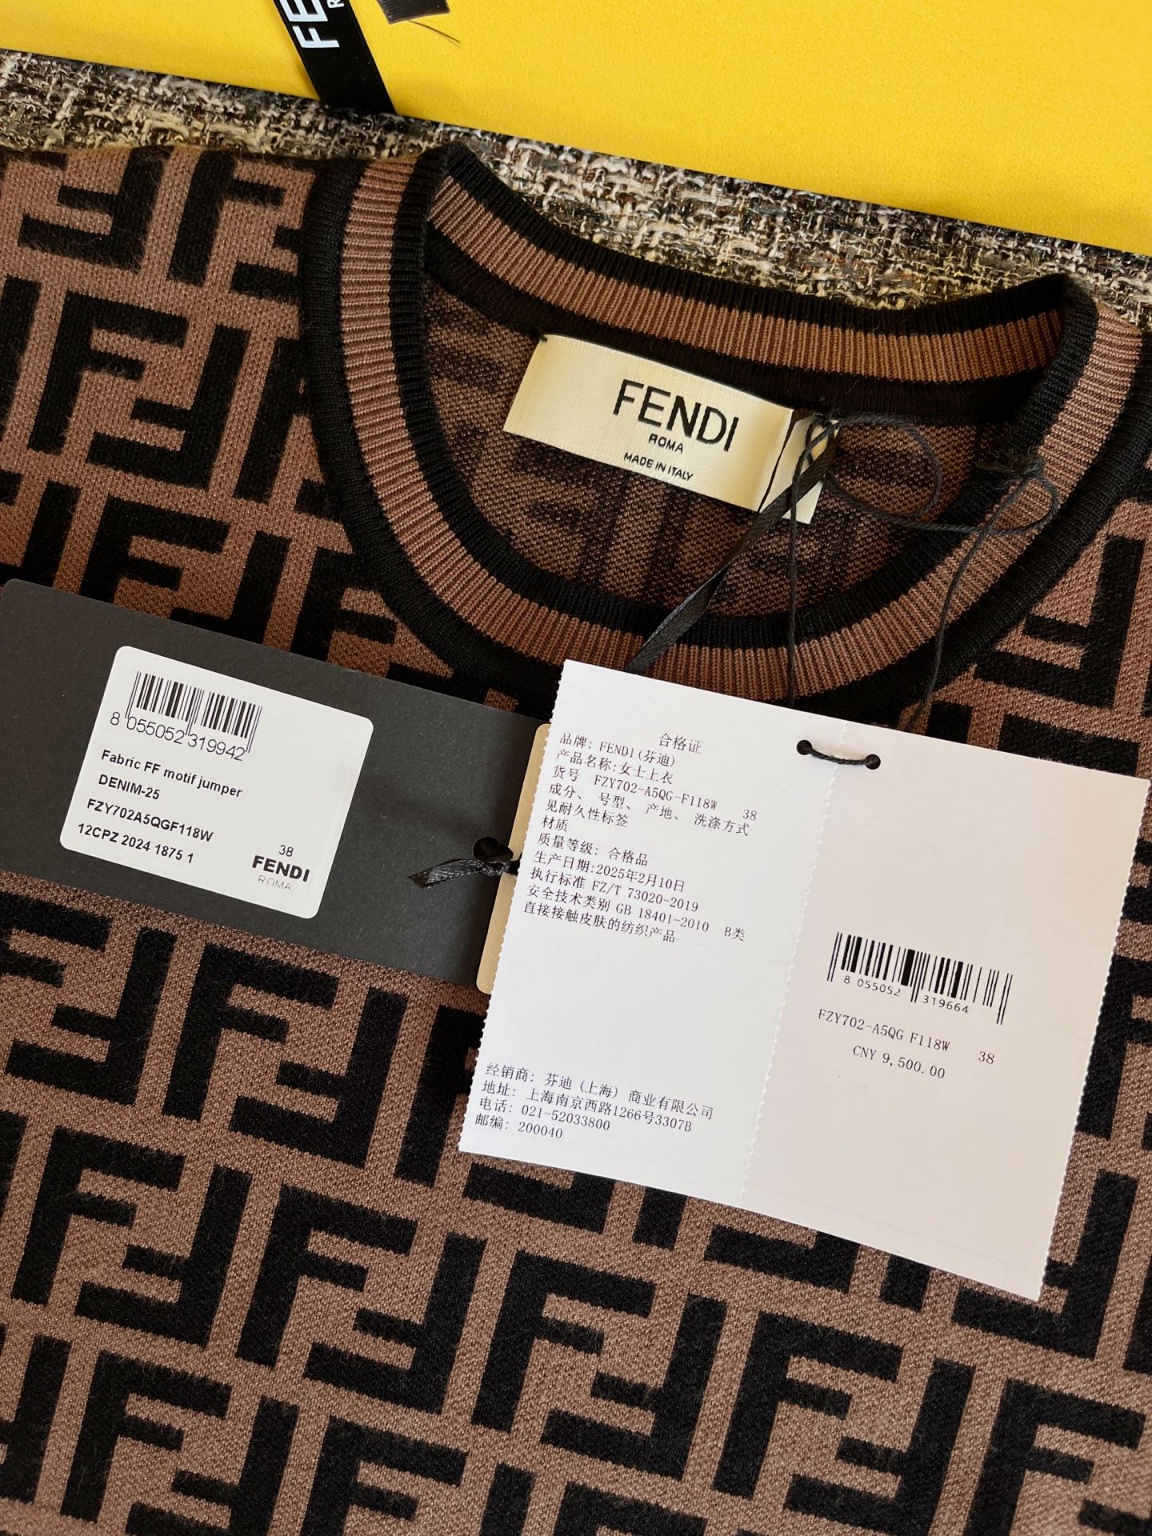 FE
R
FENDI
ROMA
MADE IN ITALY
8 055052 319942
Fabric FF motif jumper
DENIM-25
FZY702A5QGF118W
12CPZ 2024 1875 1
38
FENDI
ROMA
合格证
品牌: FENDI(芬迪)
产品名称:女士上衣
货号 FZY702-A5QG-F118W 38
成分、 号型、 产地、 洗涤方式
见耐久性标签
材质
质量等级: 合格品
生产日期:2025年2月10日
执行标准 FZ/T 73020-2019
安全技术类别 GB 18401-2010 B类
直接接触皮肤的纺织产品
经销商: 芬迪 (上海) 商业有限公司
地址: 上海南京西路1266号3307B
电话: 021-52033800
邮编: 200040
8 055052 319664
FZY702-A5QG F118W 38
CNY 9,500.00